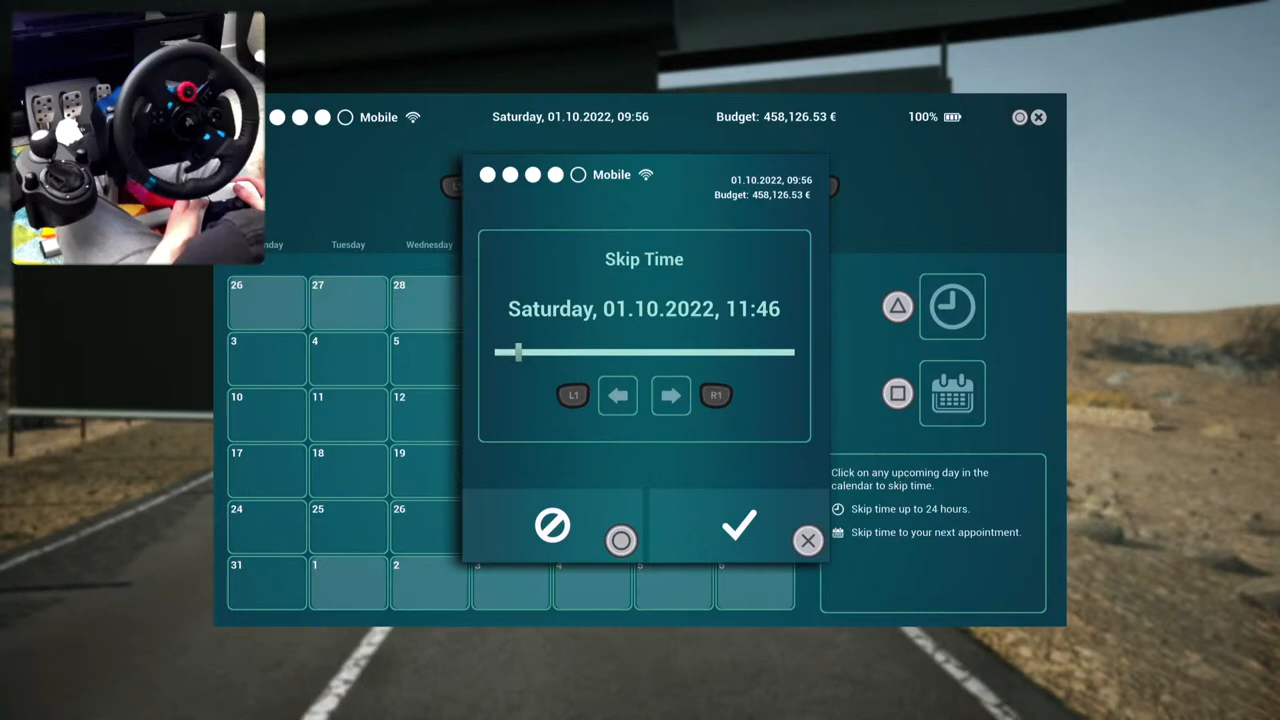 Mobile
Saturday, 01.10.2022, 09:56
Budget: 458,126.53 €
100%
Mobile
01.10.2022, 09:56
Budget: 458,126.53 €
nday
Tuesday
Wednesday
Skip Time
Saturday, 01.10.2022, 11:46
L1
R1
26
27
28
3
4
5
10
11
12
17
18
19
24
25
26
31
1
2
3
4
5
6
Click on any upcoming day in the
calendar to skip time.
Skip time up to 24 hours.
Skip time to your next appointment.